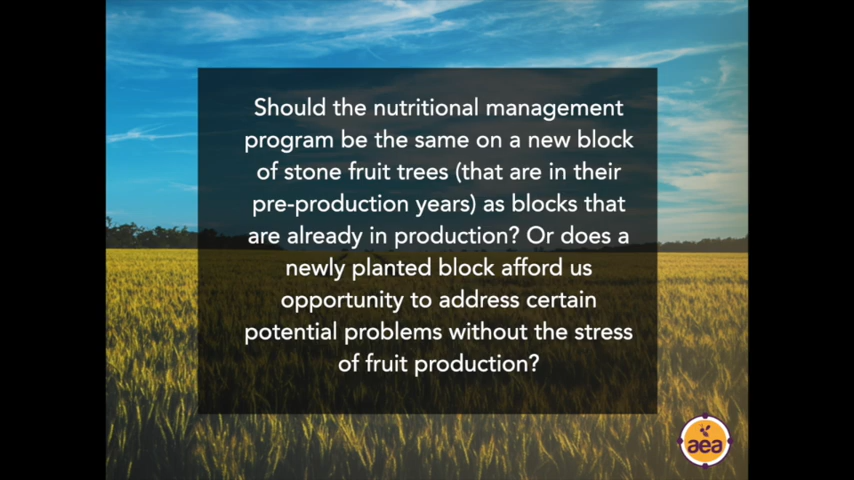 Should the nutritional management
program be the same on a new block
of stone fruit trees (that are in their
pre-production years) as blocks that
are already in production? Or does a
newly planted block afford us
opportunity to address certain
potential problems without the stress
of fruit production?
aea